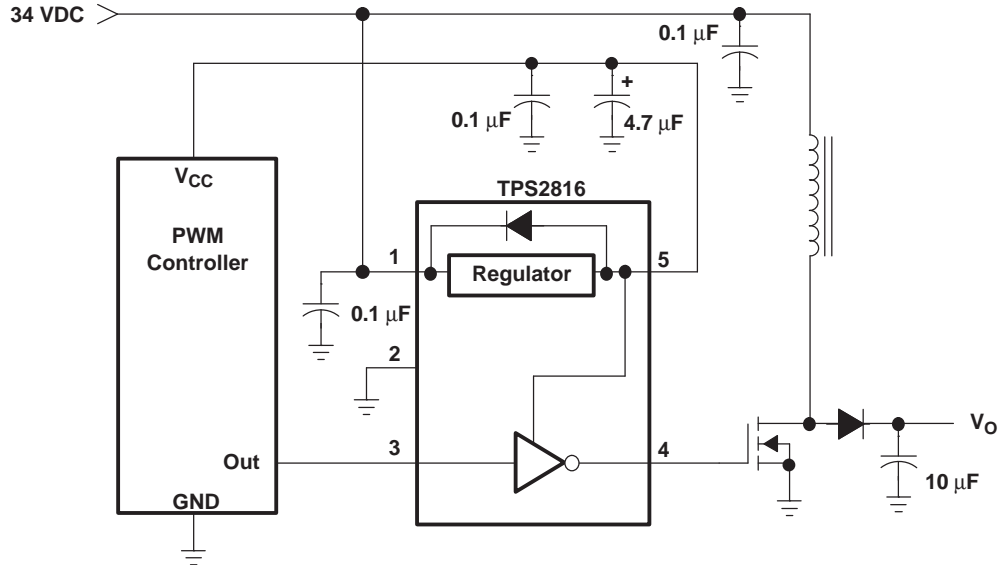 34 VDC
0.1 μF
0.1 μF
+
4.7 μF
TPS2816
VCC
PWM
Controller
1
Regulator
5
0.1 μF
2
Out
3
4
VO
GND
10 μF